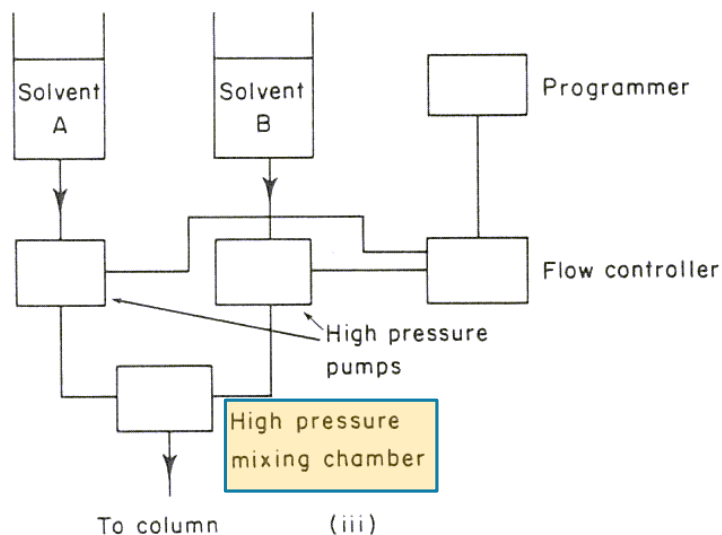 Solvent
A
Solvent
B
Programmer
Flow controller
High pressure
pumps
High pressure
mixing chamber
To column
(iii)